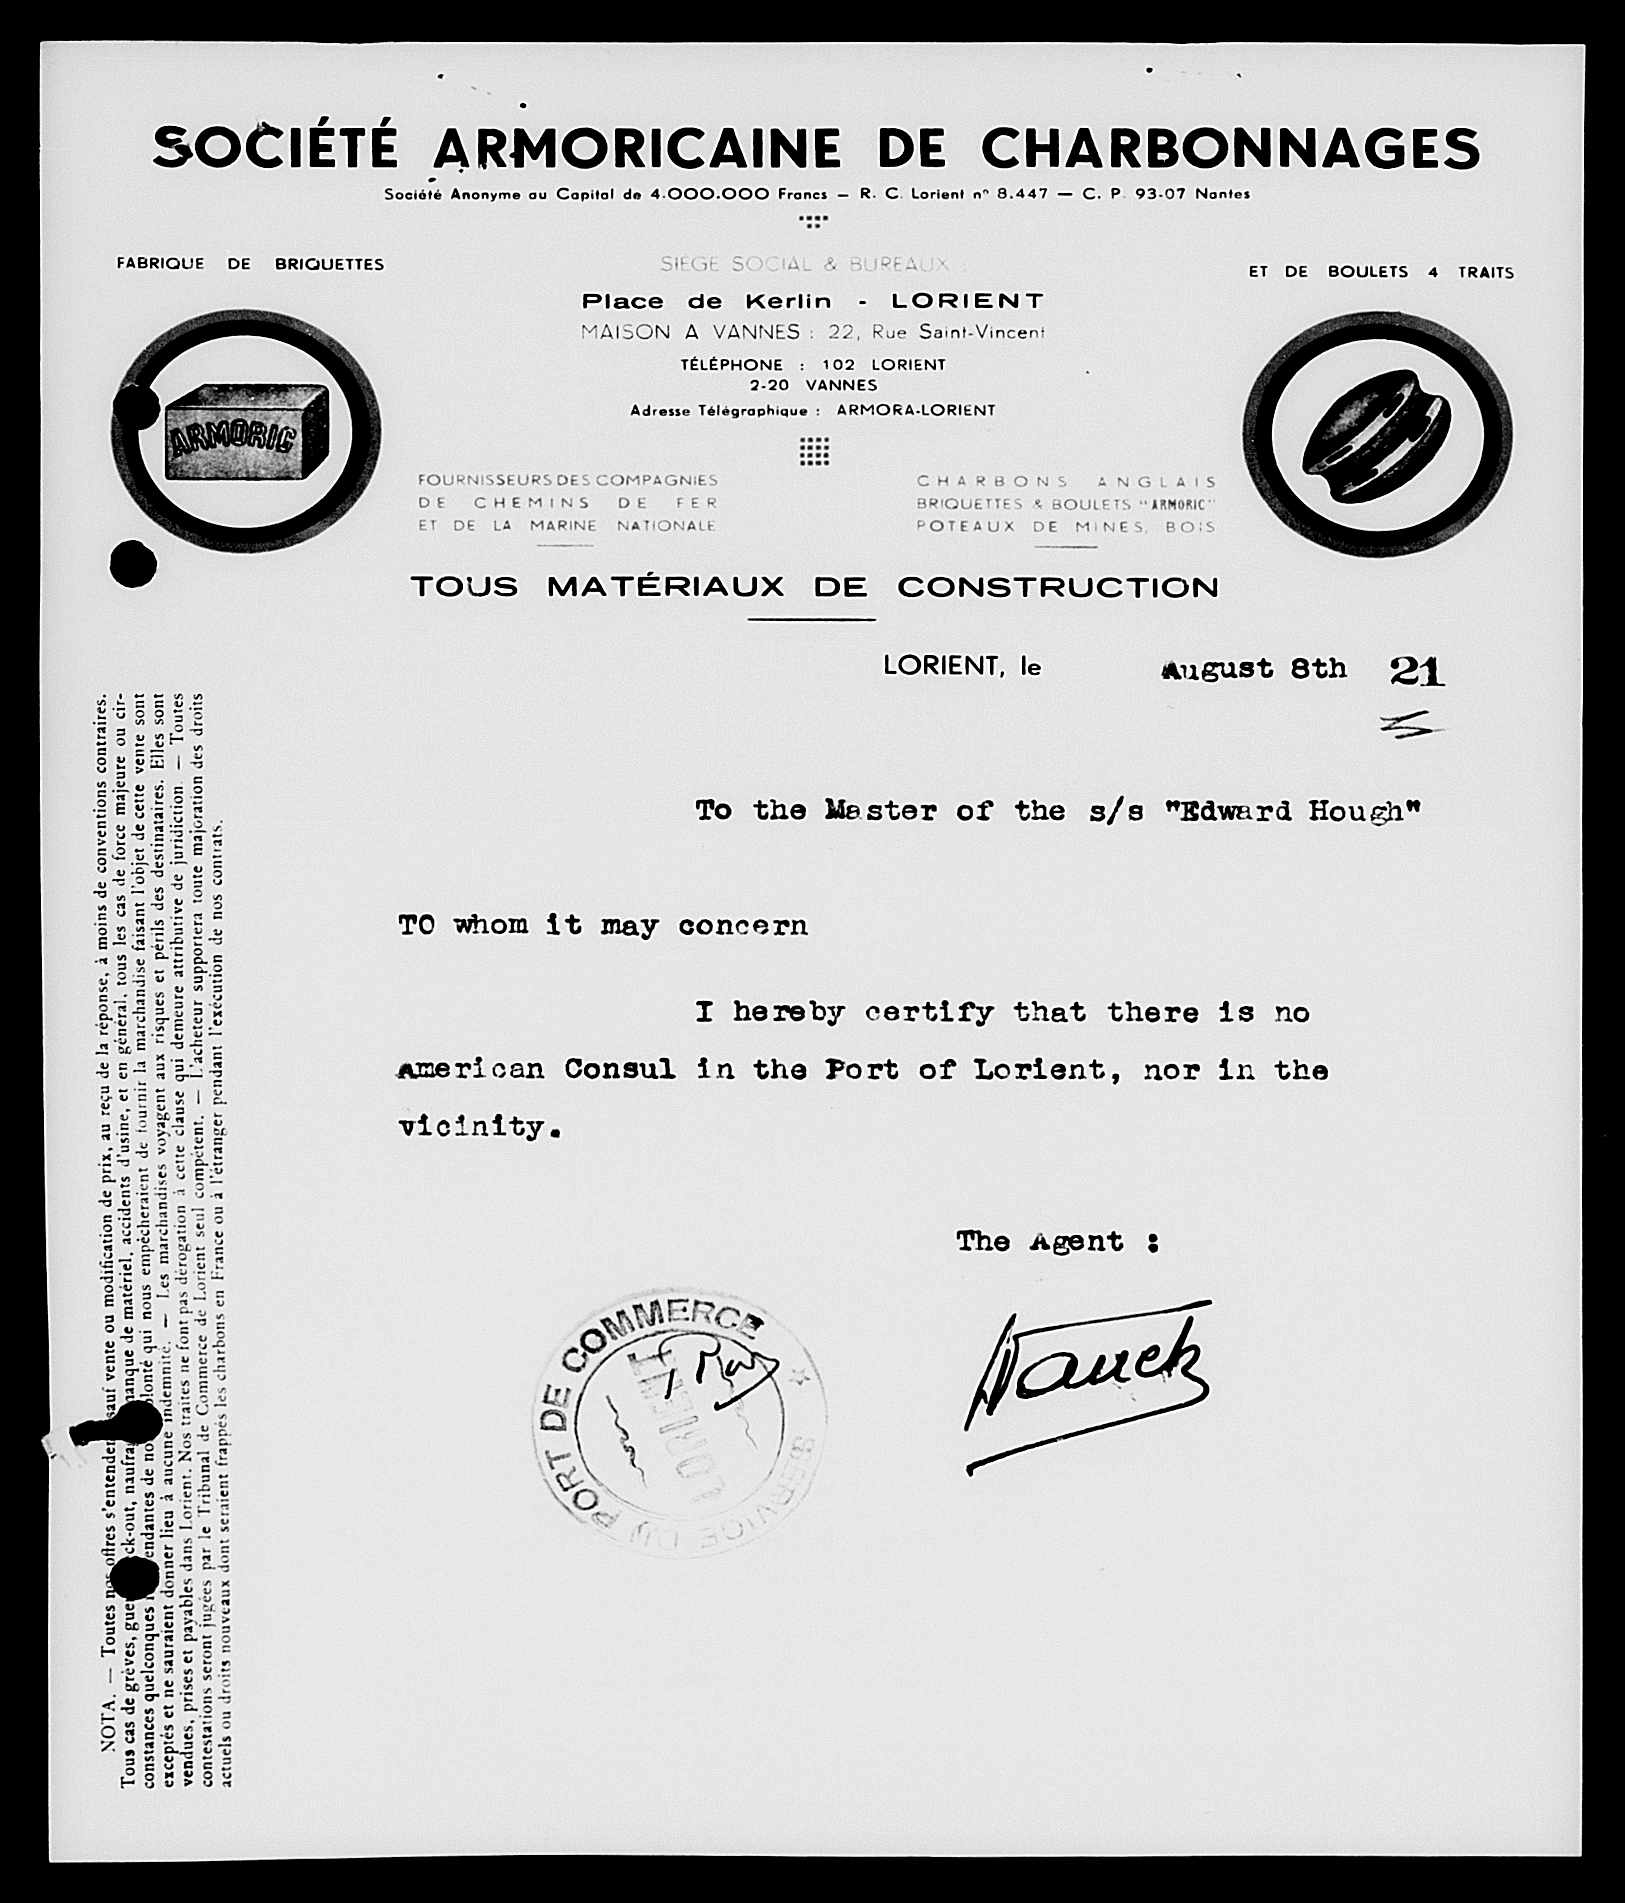 SOCIÉTÉ ARMORICAINE DE CHARBONNAGES
Société Anonyme au Capital de 4.000.000 Francs — R. C. Lorient nº 8.447 — C. P. 93-07 Nantes
FABRIQUE DE BRIQUETTES
ET DE BOULETS 4 TRAITS
SIÈGE SOCIAL & BUREAUX :
Place de Kerlin - LORIENT
MAISON A VANNES : 22, Rue Saint-Vincent
TÉLÉPHONE : 102 LORIENT
2-20 VANNES
Adresse Télégraphique : ARMORA-LORIENT
ARMORIC
FOURNISSEURS DES COMPAGNIES
DE CHEMINS DE FER
ET DE LA MARINE NATIONALE
CHARBONS ANGLAIS
BRIQUETTES & BOULETS "ARMORIC"
POTEAUX DE MINES, BOIS
TOUS MATÉRIAUX DE CONSTRUCTION
LORIENT, le August 8th 21
To the Master of the s/s "Edward Hough"
TO whom it may concern
I hereby certify that there is no
American Consul in the Port of Lorient, nor in the
vicinity.
The Agent :
SERVICE DU PORT DE COMMERCE
LORIENT
NOTA. — Toutes nos offres s'entendent sauf vente ou modification de prix, au reçu de la réponse, à moins de conventions contraires.
Tous cas de grèves, manque de matériel, accidents d'usine, et en général, tous les cas de force majeure ou cir-
constances quelconques de volonté qui nous empêcheraient de fournir la marchandise faisant l'objet de cette vente sont
exceptés et ne sauraient donner lieu à aucune indemnité. — Les marchandises voyagent aux risques et périls des destinataires. Elles sont
vendues, prises et payables dans Lorient. Nos traites ne font pas dérogation à cette clause qui demeure attributive de juridiction. — Toutes
contestations seront jugées par le Tribunal de Commerce de Lorient seul compétent. — L'acheteur supportera toute majoration des droits
actuels ou droits nouveaux dont seraient frappés les charbons en France ou à l'étranger pendant l'exécution de nos contrats.